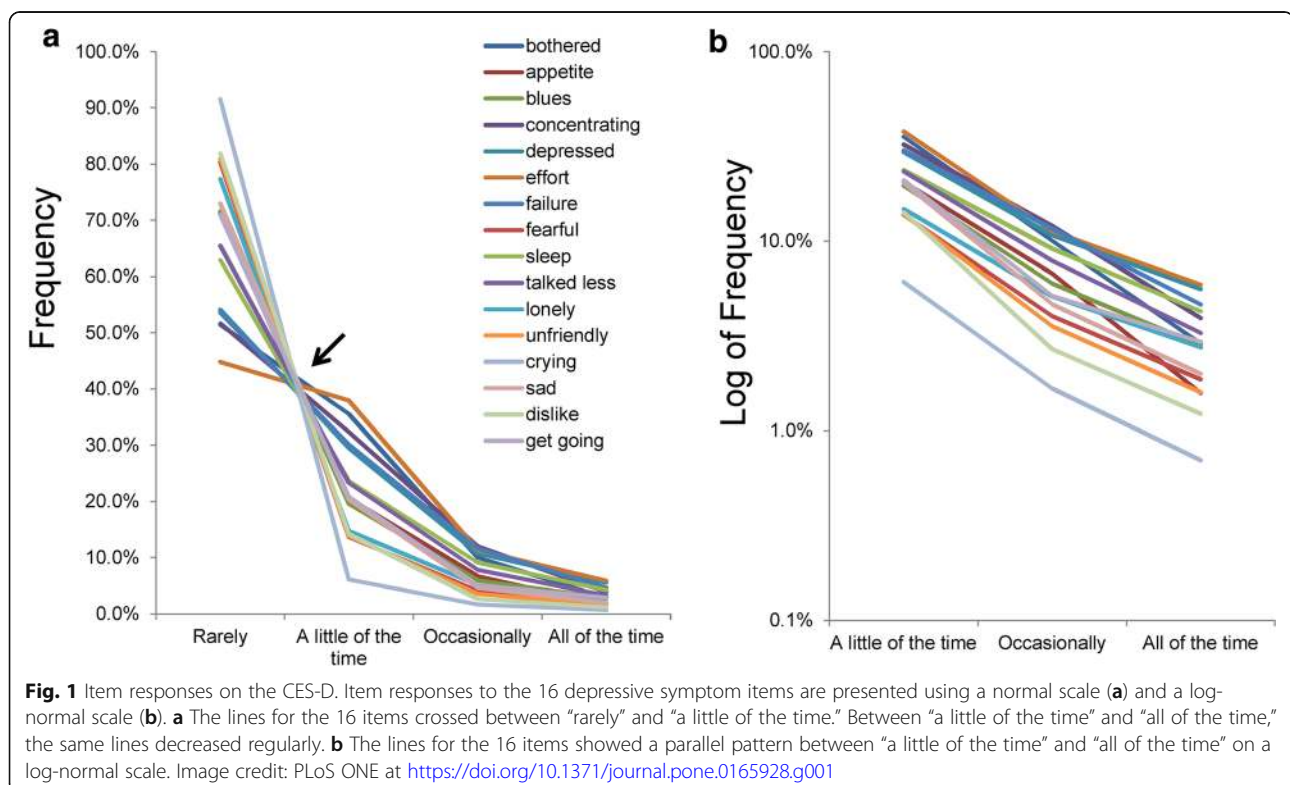 a
100.0%
90.0%
80.0%
70.0%
60.0%
50.0%
40.0%
30.0%
20.0%
10.0%
0.0%
Frequency
Rarely
A little of the
time
Occasionally
All of the time
bothered
appetite
blues
concentrating
depressed
effort
failure
fearful
sleep
talked less
lonely
unfriendly
crying
sad
dislike
get going
b
100.0%
10.0%
1.0%
0.1%
Log of Frequency
A little of the time
Occasionally
All of the time
Fig. 1 Item responses on the CES-D. Item responses to the 16 depressive symptom items are presented using a normal scale (a) and a log-
normal scale (b). a The lines for the 16 items crossed between “rarely” and “a little of the time.” Between “a little of the time” and “all of the time,”
the same lines decreased regularly. b The lines for the 16 items showed a parallel pattern between “a little of the time” and “all of the time” on a
log-normal scale. Image credit: PLoS ONE at https://doi.org/10.1371/journal.pone.0165928.g001